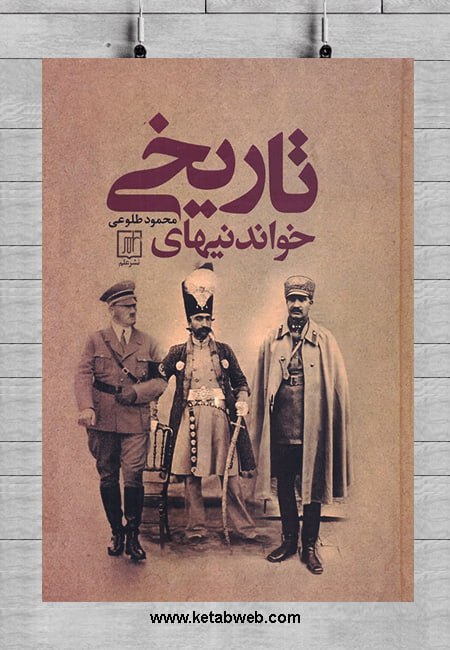 تاریخی
خواندنیهای
محمود طلوعی
نشر علم
www.ketabweb.com